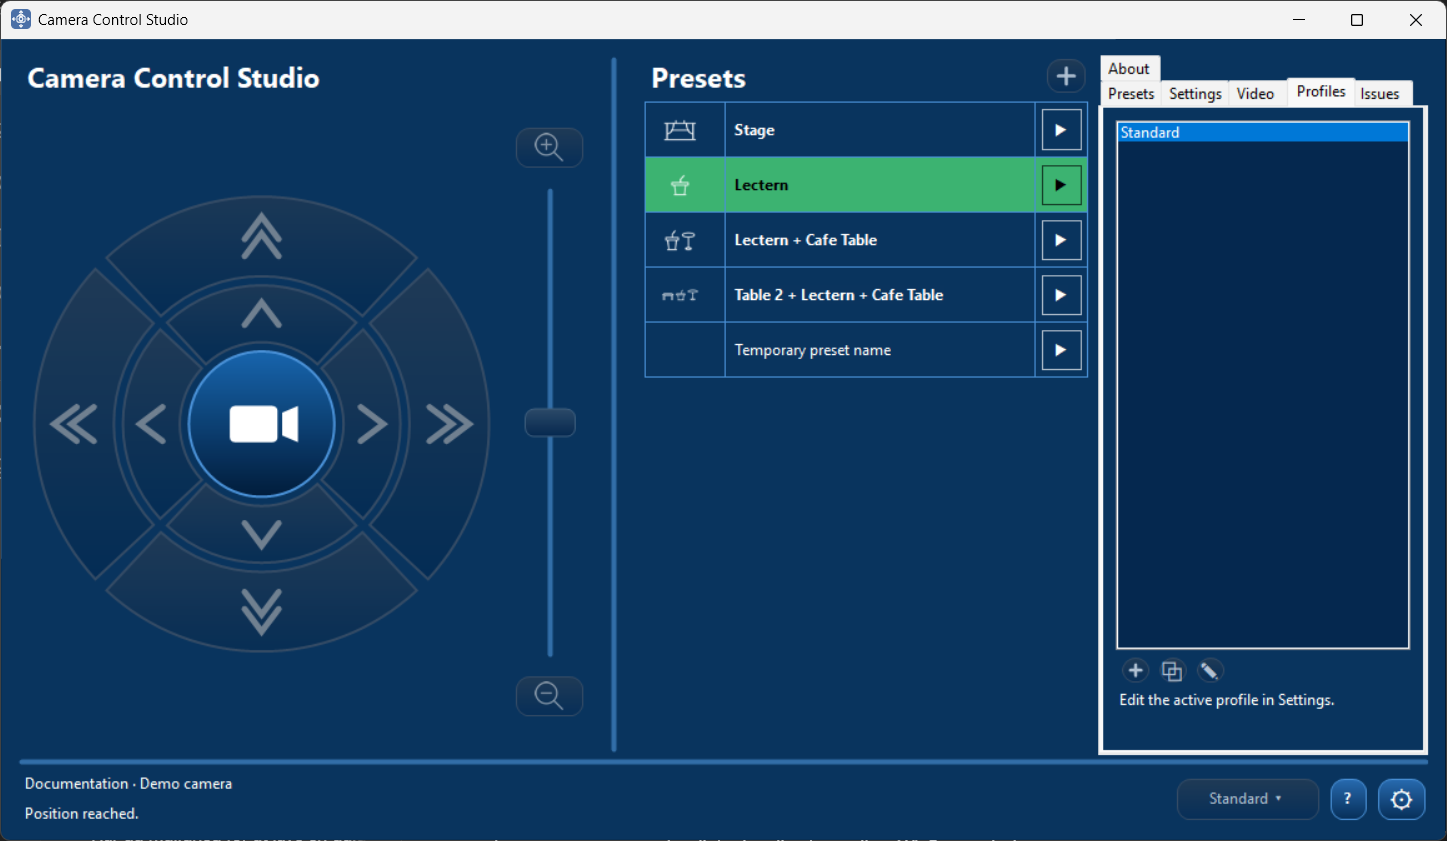 Camera Control Studio
Camera Control Studio
Presets
Stage
Lectern
Lectern + Cafe Table
Table 2 + Lectern + Cafe Table
Temporary preset name
About
Presets Settings Video Profiles Issues
Standard
Edit the active profile in Settings.
Documentation · Demo camera
Position reached.
Standard ▾
?